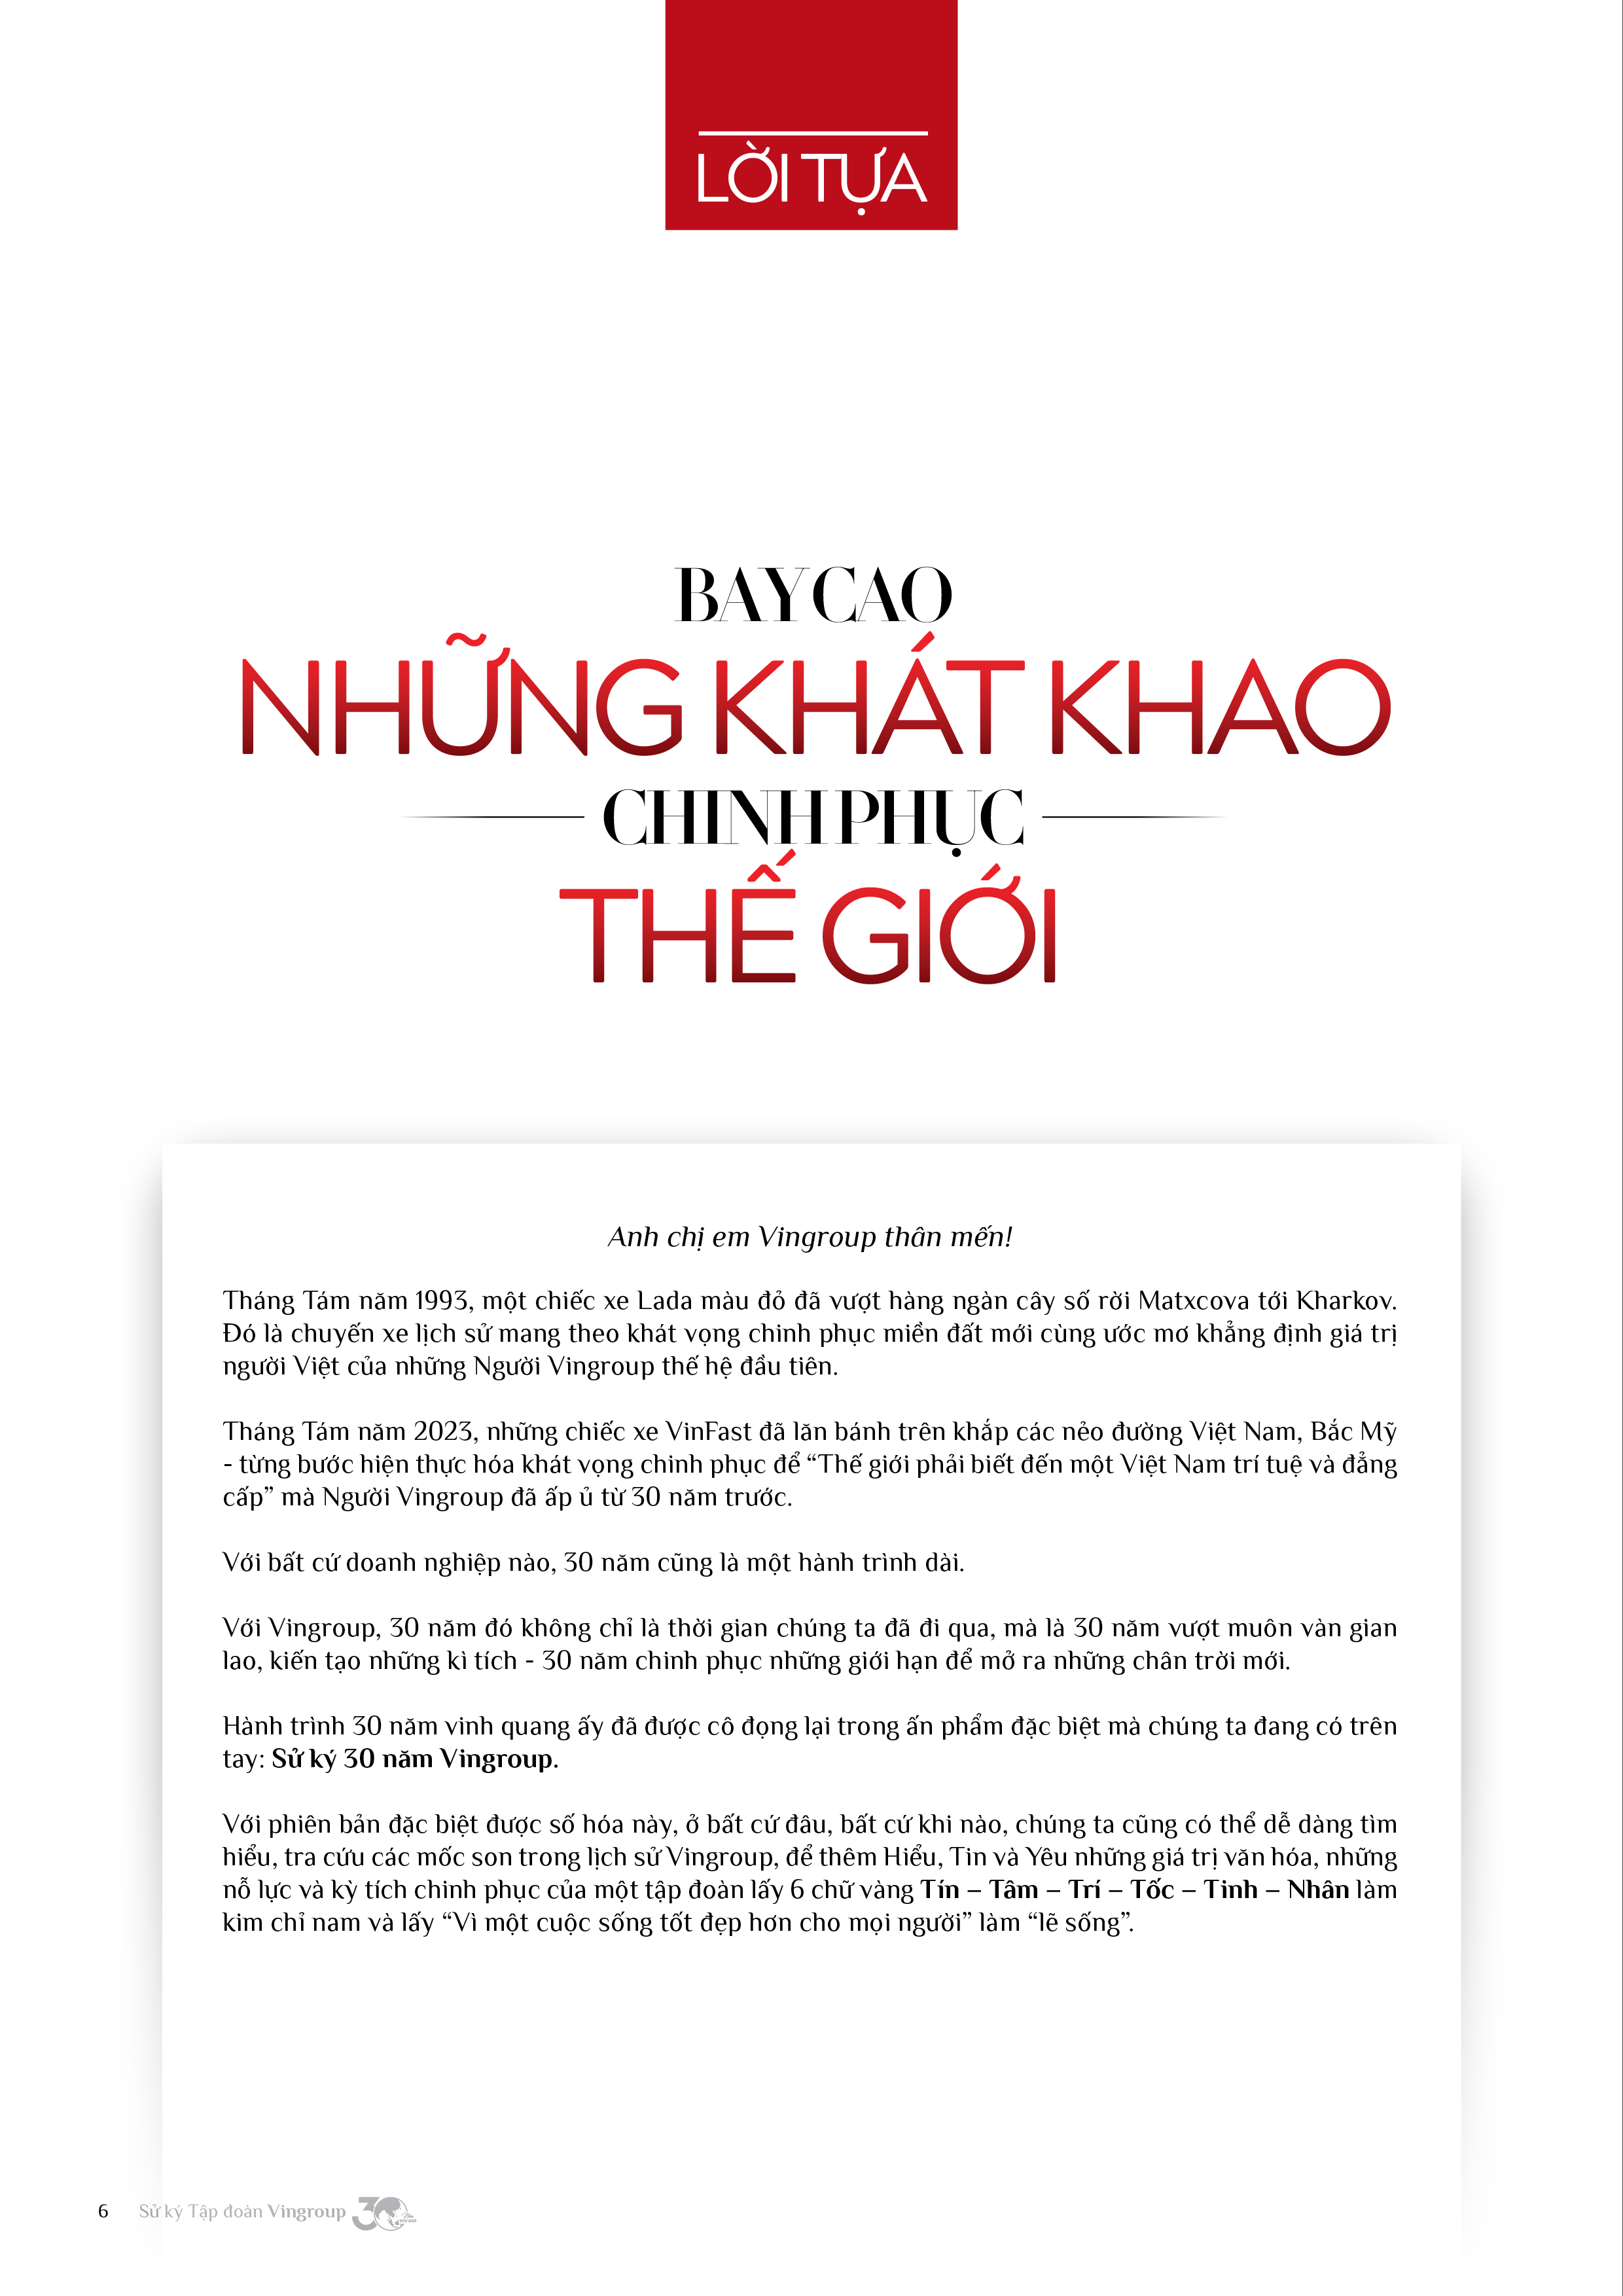 LỜI TỰA
BAY CAO
NHỮNG KHÁT KHAO
CHINH PHỤC
THẾ GIỚI
Anh chị em Vingroup thân mến!
Tháng Tám năm 1993, một chiếc xe Lada màu đỏ đã vượt hàng ngàn cây số rời Matxcova tới Kharkov.
Đó là chuyến xe lịch sử mang theo khát vọng chinh phục miền đất mới cùng ước mơ khẳng định giá trị
người Việt của những Người Vingroup thế hệ đầu tiên.
Tháng Tám năm 2023, những chiếc xe VinFast đã lăn bánh trên khắp các nẻo đường Việt Nam, Bắc Mỹ
- từng bước hiện thực hóa khát vọng chinh phục để “Thế giới phải biết đến một Việt Nam trí tuệ và đẳng
cấp” mà Người Vingroup đã ấp ủ từ 30 năm trước.
Với bất cứ doanh nghiệp nào, 30 năm cũng là một hành trình dài.
Với Vingroup, 30 năm đó không chỉ là thời gian chúng ta đã đi qua, mà là 30 năm vượt muôn vàn gian
lao, kiến tạo những kì tích - 30 năm chinh phục những giới hạn để mở ra những chân trời mới.
Hành trình 30 năm vinh quang ấy đã được cô đọng lại trong ấn phẩm đặc biệt mà chúng ta đang có trên
tay: Sử ký 30 năm Vingroup.
Với phiên bản đặc biệt được số hóa này, ở bất cứ đâu, bất cứ khi nào, chúng ta cũng có thể dễ dàng tìm
hiểu, tra cứu các mốc son trong lịch sử Vingroup, để thêm Hiểu, Tin và Yêu những giá trị văn hóa, những
nỗ lực và kỳ tích chinh phục của một tập đoàn lấy 6 chữ vàng Tín – Tâm – Trí – Tốc – Tinh – Nhân làm
kim chỉ nam và lấy “Vì một cuộc sống tốt đẹp hơn cho mọi người” làm “lẽ sống”.
6 Sử ký Tập đoàn Vingroup 30